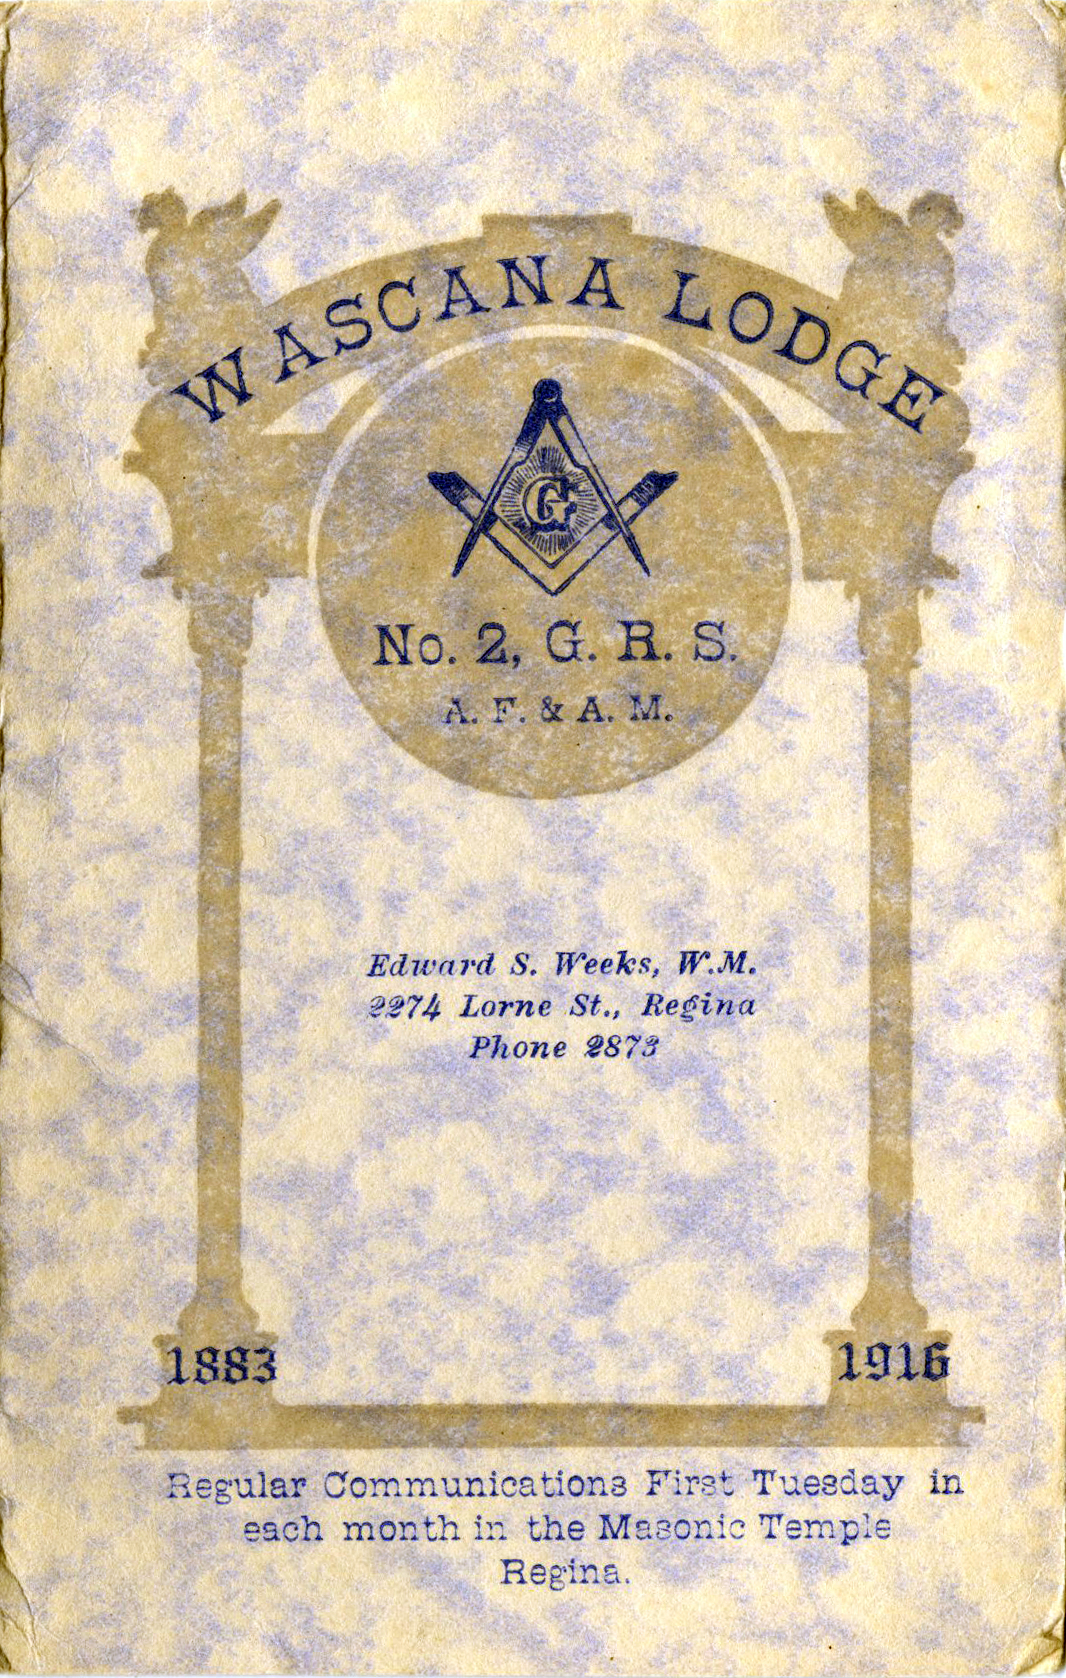 WASCANA LODGE
G
No. 2, G. R. S.
A. F. & A. M.
Edward S. Weeks, W.M.
2274 Lorne St., Regina
Phone 2873
1883 1916
Regular Communications First Tuesday in
each month in the Masonic Temple
Regina.